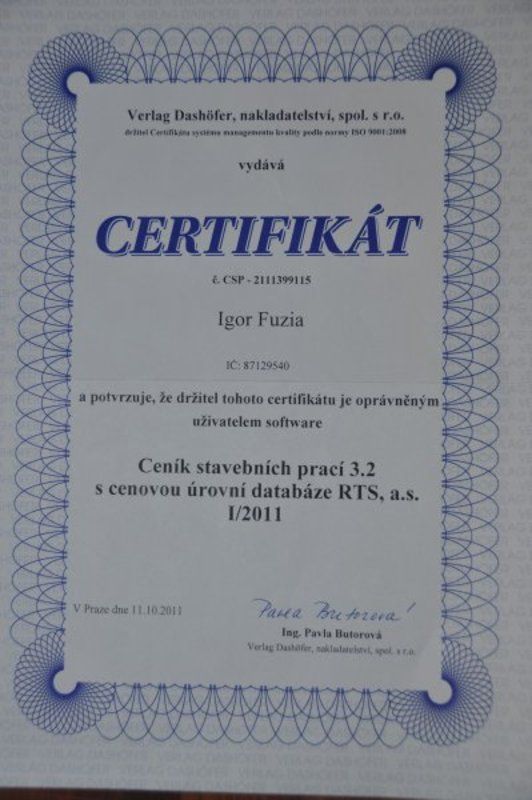 Verlag Dashöfer, nakladatelství, spol. s r.o.
držitel Certifikátu systému managementu kvality podle normy ISO 9001:2008
vydává
CERTIFIKÁT
č. CSP - 2111399115
Igor Fuzia
IČ: 87129540
a potvrzuje, že držitel tohoto certifikátu je oprávněným
uživatelem software
Ceník stavebních prací 3.2
s cenovou úrovní databáze RTS, a.s.
I/2011
V Praze dne 11.10.2011
Pavla Butorová
Ing. Pavla Butorová
Verlag Dashöfer, nakladatelství, spol. s r.o.